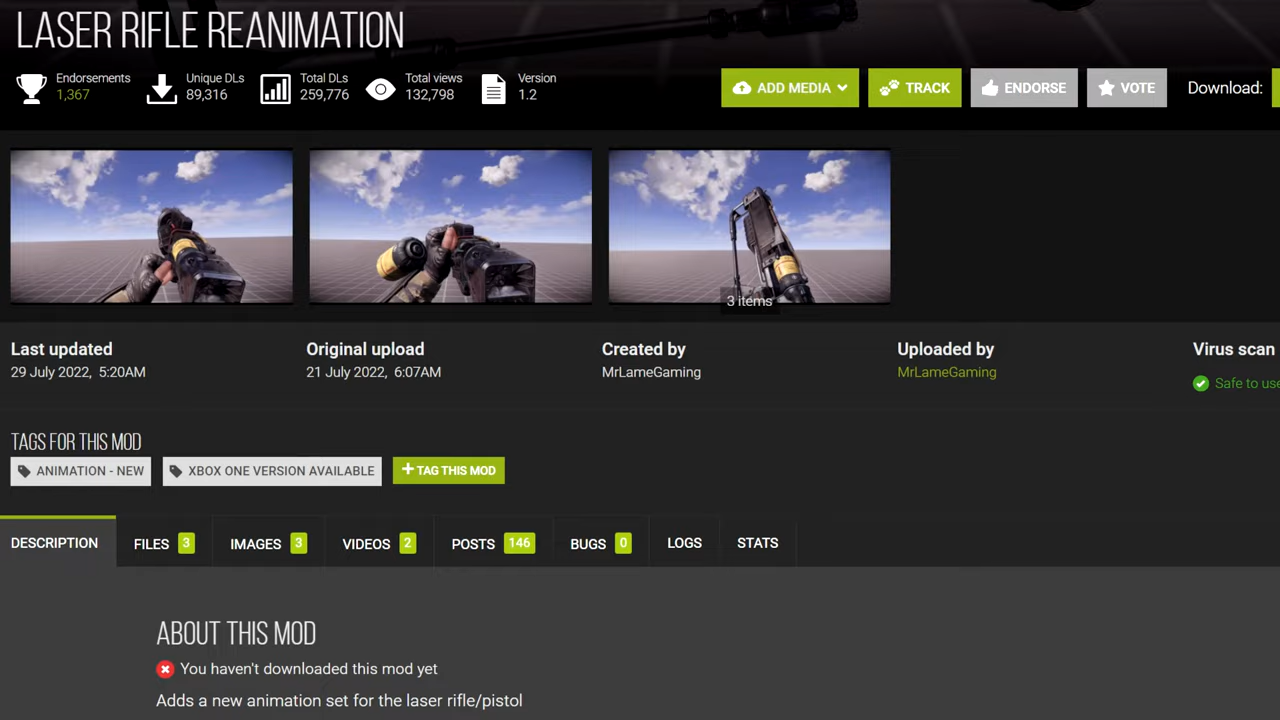 LASER RIFLE REANIMATION
Endorsements
1,367
Unique DLs
89,316
Total DLs
259,776
Total views
132,798
Version
1.2
ADD MEDIA
TRACK
ENDORSE
VOTE
Download:
3 items
Last updated
29 July 2022, 5:20AM
Original upload
21 July 2022, 6:07AM
Created by
MrLameGaming
Uploaded by
MrLameGaming
Virus scan
Safe to use
TAGS FOR THIS MOD
ANIMATION - NEW
XBOX ONE VERSION AVAILABLE
+ TAG THIS MOD
DESCRIPTION
FILES 3
IMAGES 3
VIDEOS 2
POSTS 146
BUGS 0
LOGS
STATS
ABOUT THIS MOD
You haven't downloaded this mod yet
Adds a new animation set for the laser rifle/pistol